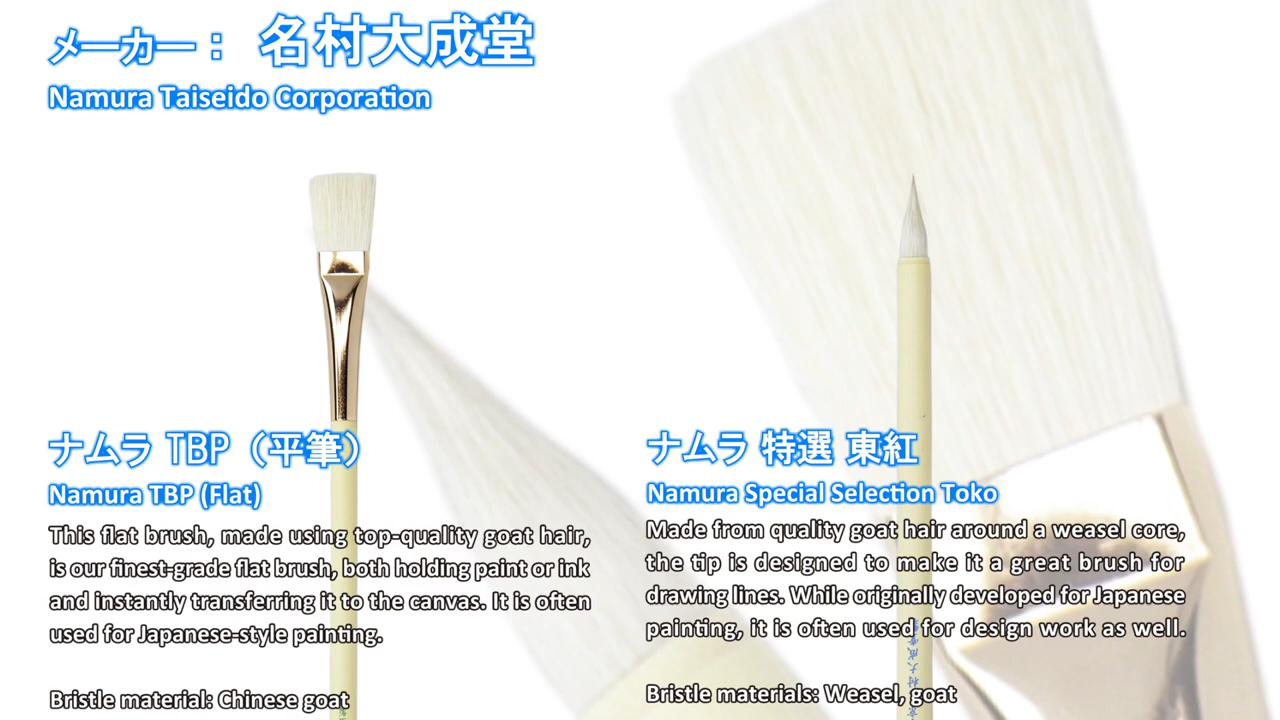 メーカー： 名村大成堂
Namura Taiseido Corporation
ナムラ TBP（平筆）
Namura TBP (Flat)
This flat brush, made using top-quality goat hair,
is our finest-grade flat brush, both holding paint or ink
and instantly transferring it to the canvas. It is often
used for Japanese-style painting.
Bristle material: Chinese goat
ナムラ 特選 東紅
Namura Special Selection Toko
Made from quality goat hair around a weasel core,
the tip is designed to make it a great brush for
drawing lines. While originally developed for Japanese
painting, it is often used for design work as well.
Bristle materials: Weasel, goat